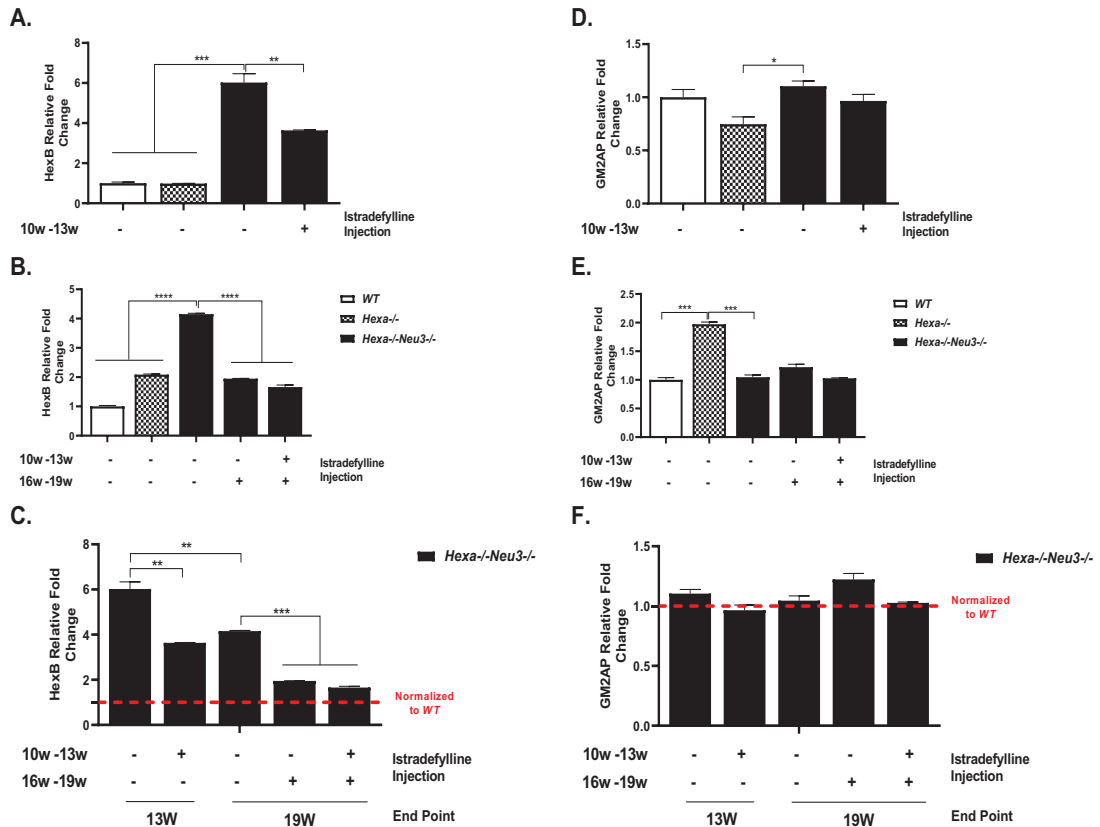 A.
HexB Relative Fold
Change
8
6
4
2
0
***
**
10w -13w
-
-
-
+
Istradefylline
Injection
B.
HexB Relative Fold
Change
5
4
3
2
1
0
****
****
WT
Hexa-/-
Hexa-/-Neu3-/-
10w -13w
-
-
-
-
+
16w -19w
-
-
-
+
+
Istradefylline
Injection
C.
HexB Relative Fold
Change
8
6
4
2
0
**
**
***
Hexa-/-Neu3-/-
Normalized
to WT
10w -13w
-
+
-
-
+
16w -19w
-
-
-
+
+
Istradefylline
Injection
13W
19W
End Point
D.
GM2AP Relative Fold
Change
1.5
1.0
0.5
0.0
*
10w -13w
-
-
-
+
Istradefylline
Injection
E.
GM2AP Relative Fold
Change
2.5
2.0
1.5
1.0
0.5
0.0
***
***
WT
Hexa-/-
Hexa-/-Neu3-/-
10w -13w
-
-
-
-
+
16w -19w
-
-
-
+
+
Istradefylline
Injection
F.
GM2AP Relative Fold
Change
1.5
1.0
0.5
0.0
Hexa-/-Neu3-/-
Normalized
to WT
10w -13w
-
+
-
-
+
16w -19w
-
-
-
+
+
Istradefylline
Injection
13W
19W
End Point